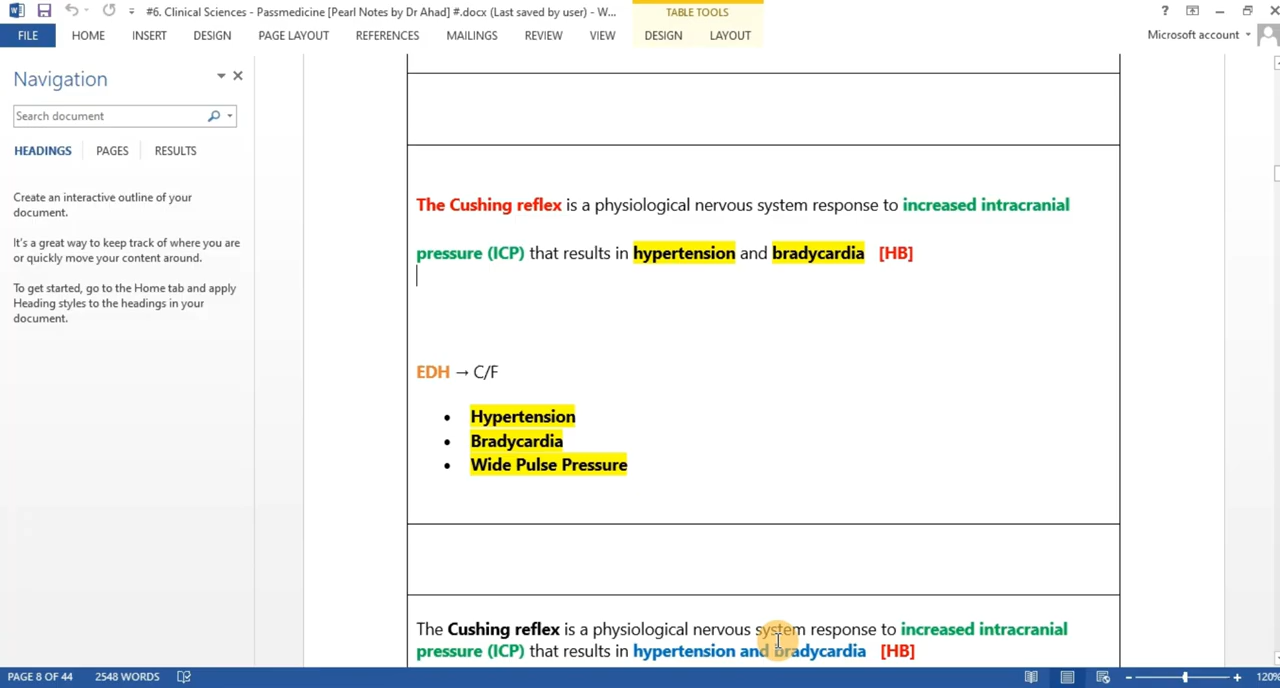 #6. Clinical Sciences - Passmedicine [Pearl Notes by Dr Ahad] #.docx (Last saved by user) - W...
TABLE TOOLS
?
FILE HOME INSERT DESIGN PAGE LAYOUT REFERENCES MAILINGS REVIEW VIEW DESIGN LAYOUT
Microsoft account
Navigation
Search document
HEADINGS PAGES RESULTS
Create an interactive outline of your
document.
It's a great way to keep track of where you are
or quickly move your content around.
To get started, go to the Home tab and apply
Heading styles to the headings in your
document.
The Cushing reflex is a physiological nervous system response to increased intracranial
pressure (ICP) that results in hypertension and bradycardia [HB]
EDH → C/F
• Hypertension
• Bradycardia
• Wide Pulse Pressure
The Cushing reflex is a physiological nervous system response to increased intracranial
pressure (ICP) that results in hypertension and bradycardia [HB]
PAGE 8 OF 44 2548 WORDS
120%